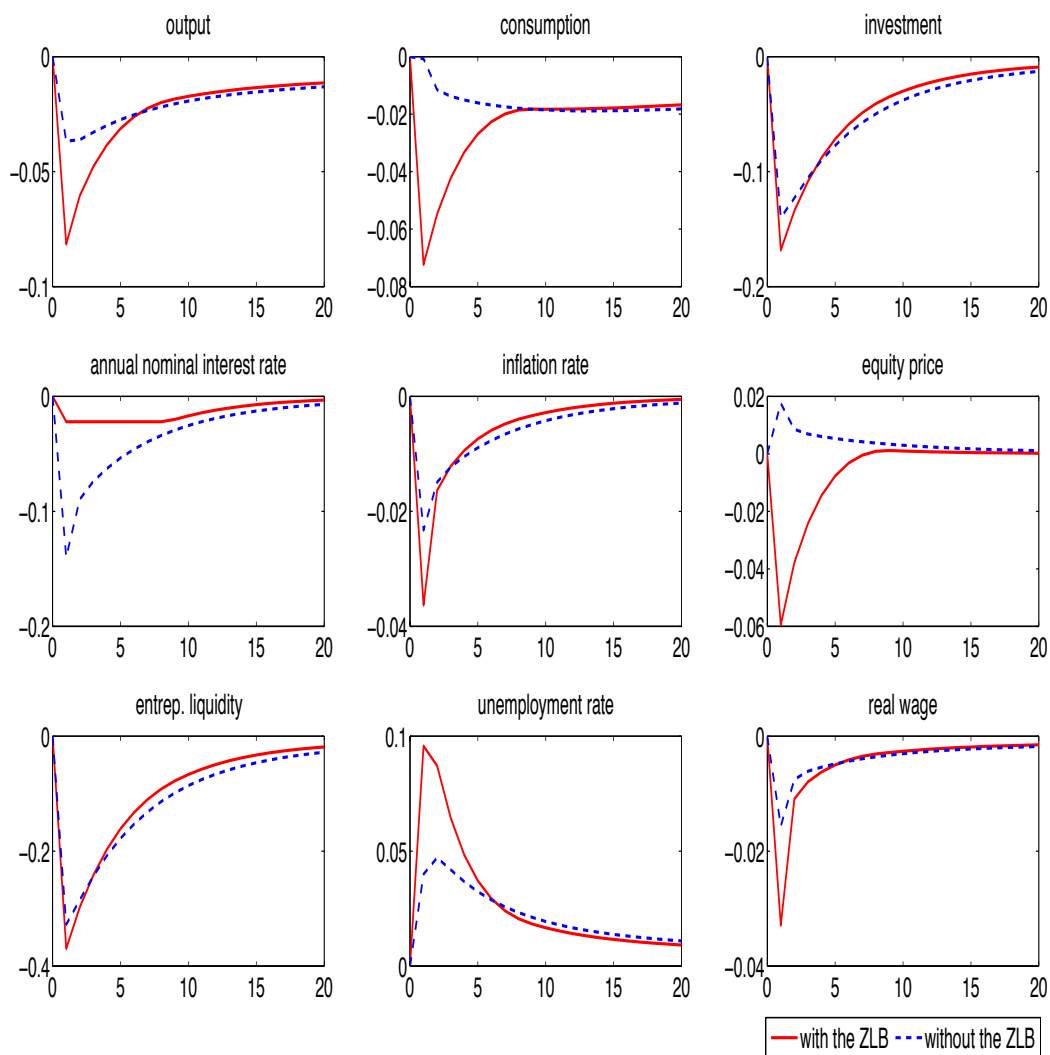 output consumption investment
0 0 0
−0.02
−0.05 −0.04 −0.1
−0.06
−0.1 −0.08 −0.2
0 5 10 15 20 0 5 10 15 20 0 5 10 15 20
annual nominal interest rate inflation rate equity price
0 0 0.02
0
−0.1 −0.02 −0.02
−0.04
−0.2 −0.04 −0.06
0 5 10 15 20 0 5 10 15 20 0 5 10 15 20
entrep. liquidity unemployment rate real wage
0 0.1 0
−0.2 0.05 −0.02
−0.4 0 −0.04
0 5 10 15 20 0 5 10 15 20 0 5 10 15 20
with the ZLB without the ZLB